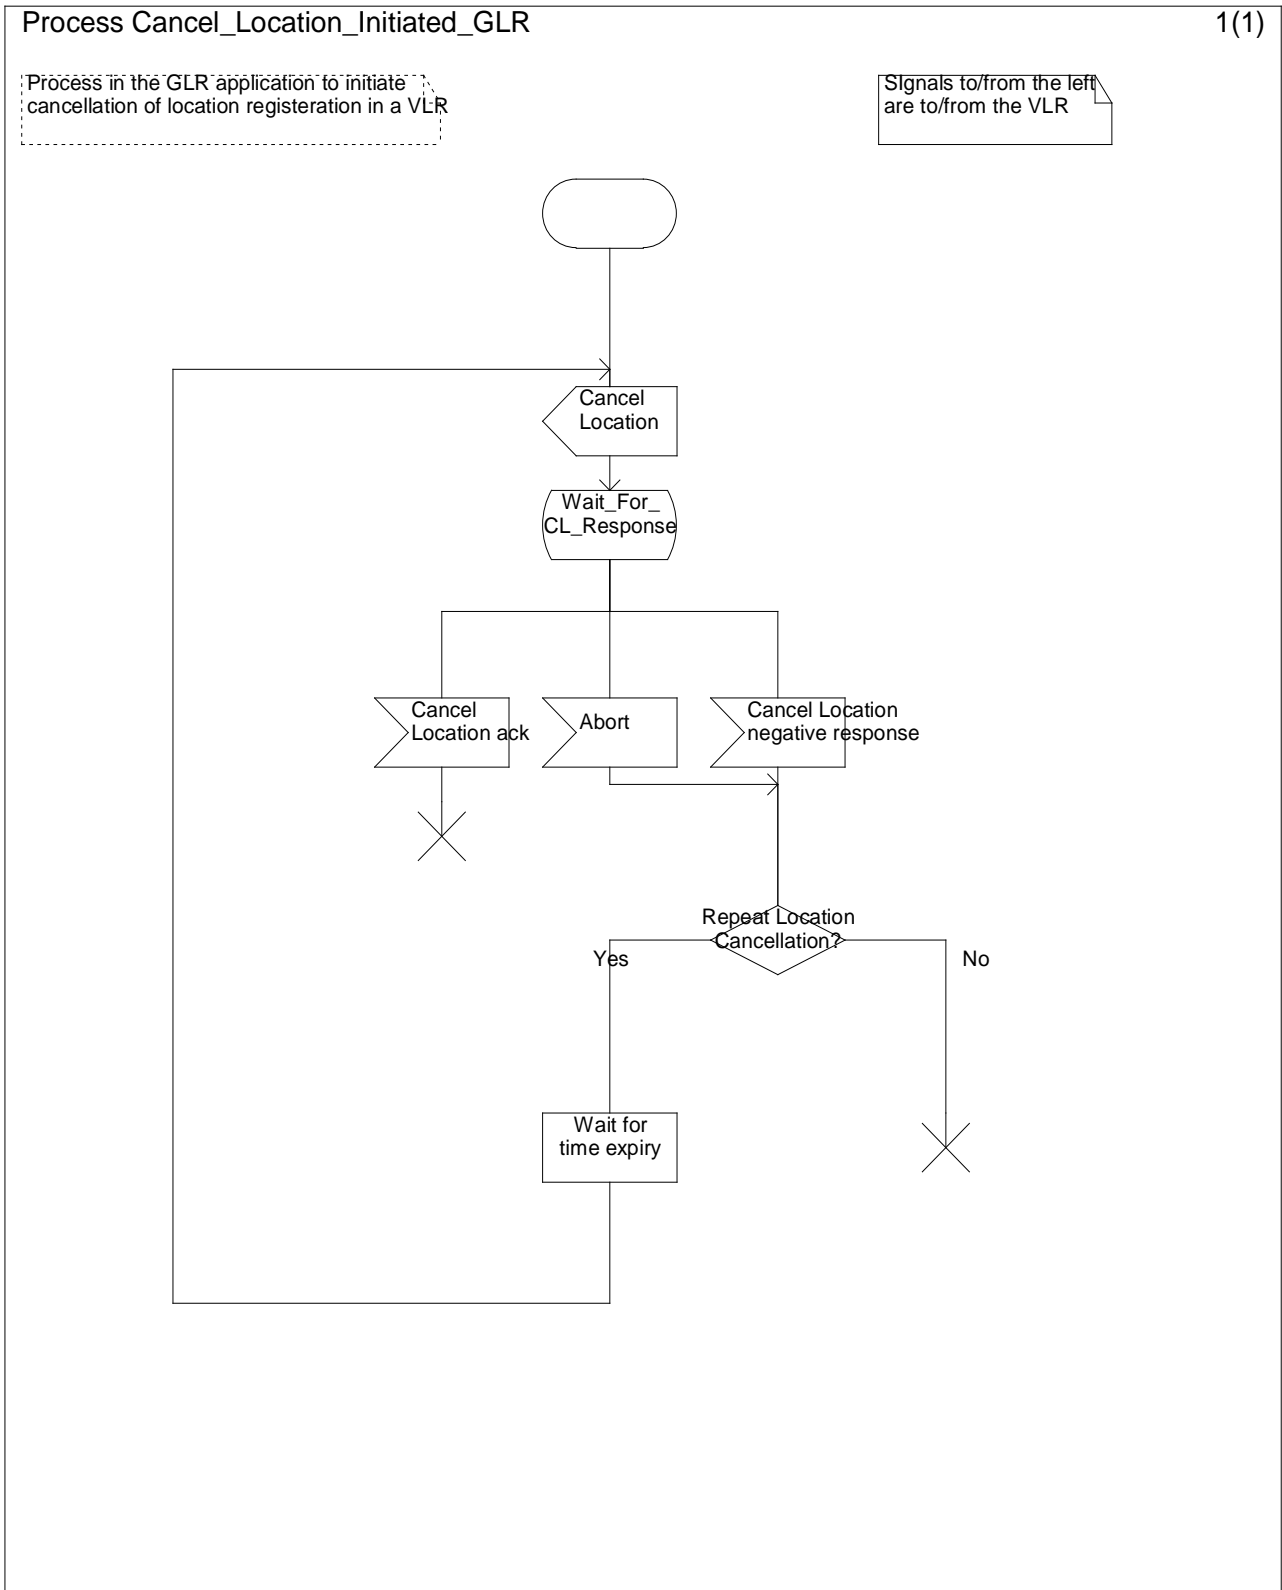 Process Cancel_Location_Initiated_GLR
1(1)
Process in the GLR application to initiate
cancellation of location registeration in a VLR
SIgnals to/from the left
are to/from the VLR
Cancel
Location
Wait_For_
CL_Response
Cancel
Location ack
Abort
Cancel Location
negative response
Repeat Location
Cancellation?
Yes
No
Wait for
time expiry